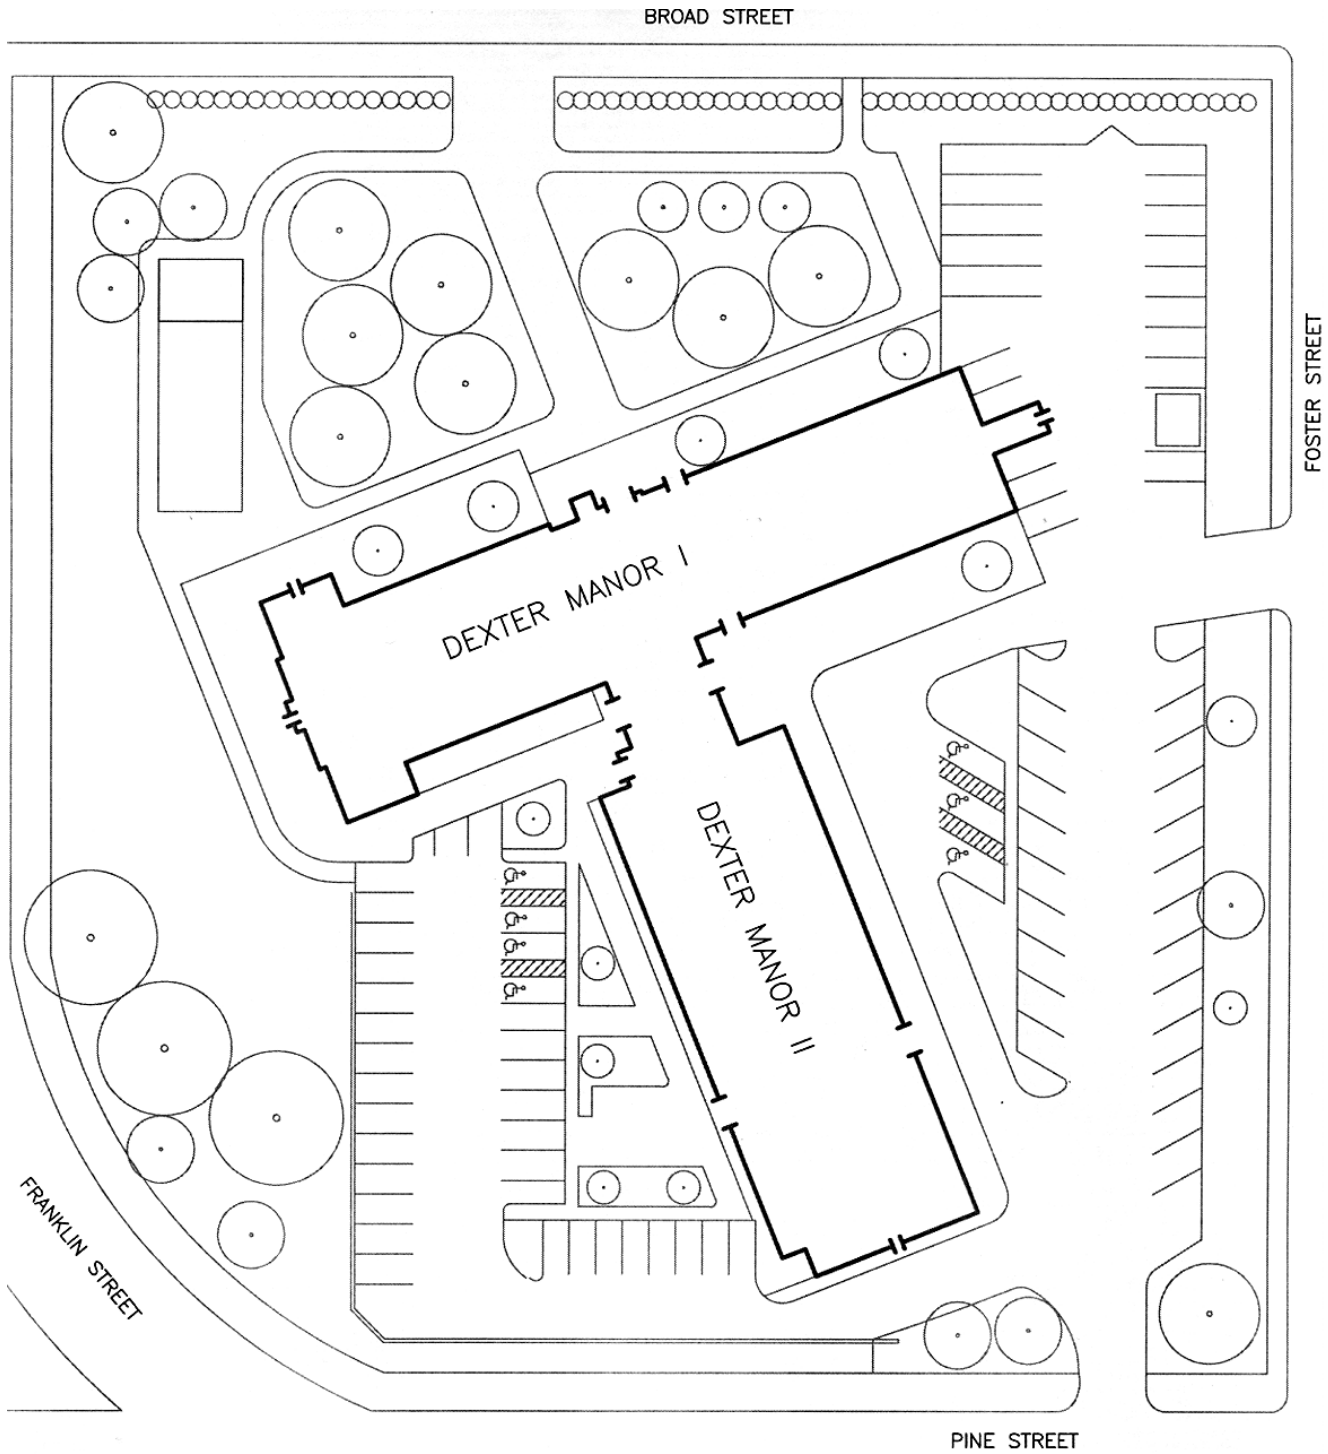 BROAD STREET
FOSTER STREET
DEXTER MANOR I
DEXTER MANOR II
FRANKLIN STREET
PINE STREET